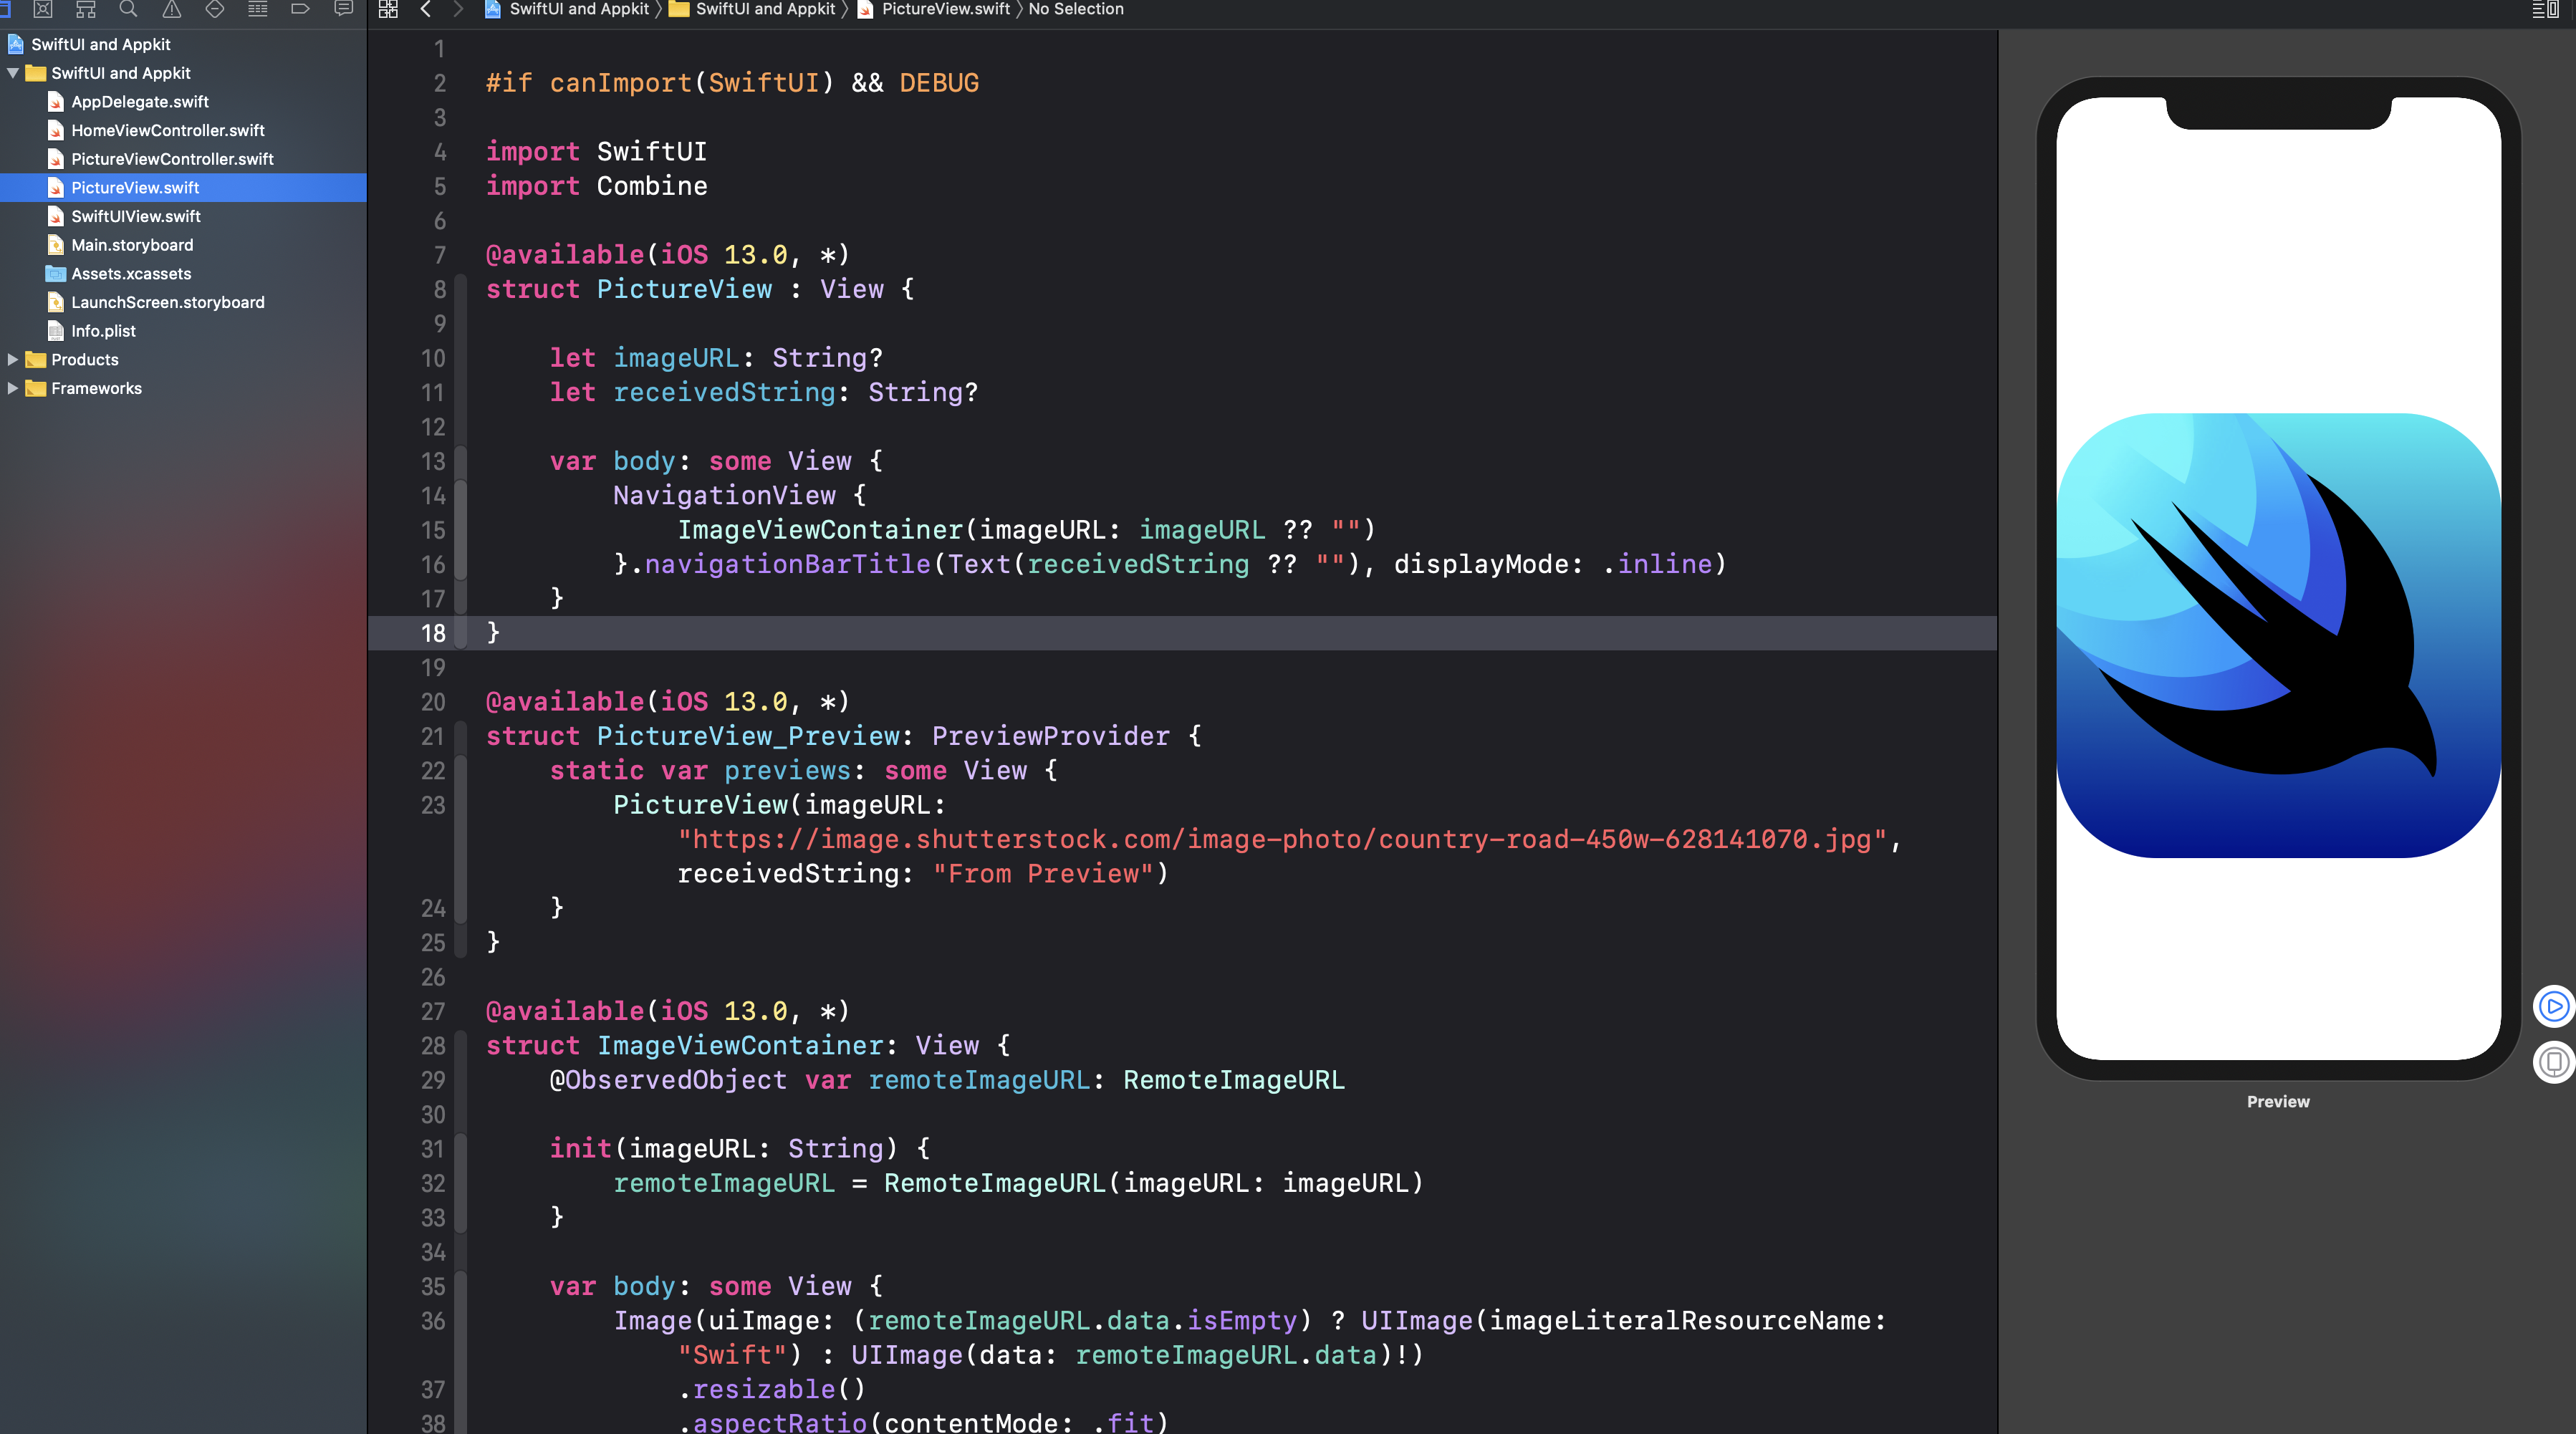 SwiftUI and Appkit
SwiftUI and Appkit
AppDelegate.swift
HomeViewController.swift
PictureViewController.swift
PictureView.swift
SwiftUIView.swift
Main.storyboard
Assets.xcassets
LaunchScreen.storyboard
Info.plist
Products
Frameworks
SwiftUI and Appkit 〉 SwiftUI and Appkit 〉 PictureView.swift 〉 No Selection
1
2 #if canImport(SwiftUI) && DEBUG
3
4 import SwiftUI
5 import Combine
6
7 @available(iOS 13.0, *)
8 struct PictureView : View {
9
10 let imageURL: String?
11 let receivedString: String?
12
13 var body: some View {
14 NavigationView {
15 ImageViewContainer(imageURL: imageURL ?? "")
16 }.navigationBarTitle(Text(receivedString ?? ""), displayMode: .inline)
17 }
18 }
19
20 @available(iOS 13.0, *)
21 struct PictureView_Preview: PreviewProvider {
22 static var previews: some View {
23 PictureView(imageURL:
"https://image.shutterstock.com/image-photo/country-road-450w-628141070.jpg",
receivedString: "From Preview")
24 }
25 }
26
27 @available(iOS 13.0, *)
28 struct ImageViewContainer: View {
29 @ObservedObject var remoteImageURL: RemoteImageURL
30
31 init(imageURL: String) {
32 remoteImageURL = RemoteImageURL(imageURL: imageURL)
33 }
34
35 var body: some View {
36 Image(uiImage: (remoteImageURL.data.isEmpty) ? UIImage(imageLiteralResourceName:
"Swift") : UIImage(data: remoteImageURL.data)!)
37 .resizable()
38 .aspectRatio(contentMode: .fit)
Preview